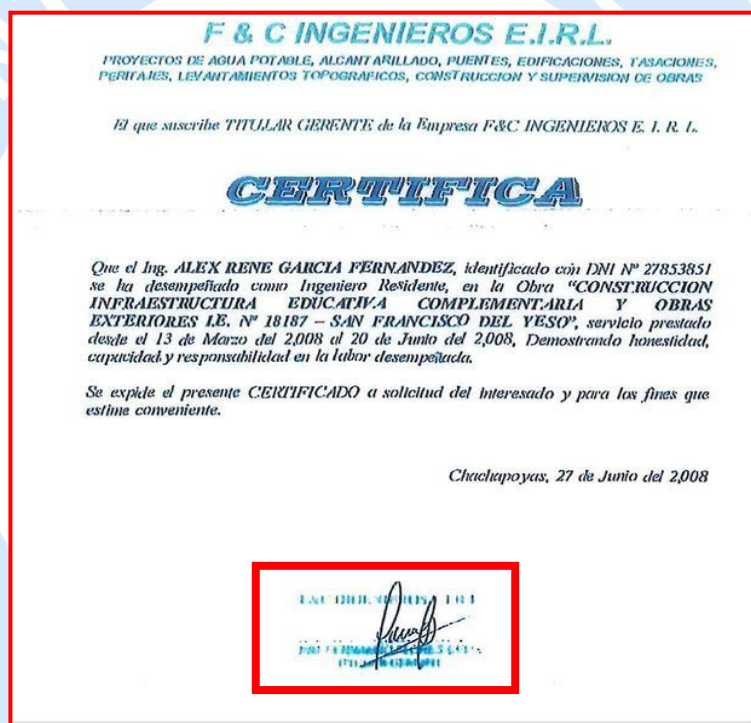 F & C INGENIEROS E.I.R.L.
PROYECTOS DE AGUA POTABLE, ALCANTARILLADO, PUENTES, EDIFICACIONES, TASACIONES,
PERITAJES, LEVANTAMIENTOS TOPOGRAFICOS, CONSTRUCCION Y SUPERVISION DE OBRAS
El que suscribe TITULAR GERENTE de la Empresa F&C INGENIEROS E. I. R. L.
CERTIFICA
Que el Ing. ALEX RENE GARCIA FERNANDEZ, identificado con DNI Nº 27853851
se ha desempeñado como Ingeniero Residente, en la Obra "CONSTRUCCION
INFRAESTRUCTURA EDUCATIVA COMPLEMENTARIA Y OBRAS
EXTERIORES I.E. Nº 18187 – SAN FRANCISCO DEL YESO", servicio prestado
desde el 13 de Marzo del 2,008 al 20 de Junio del 2,008, Demostrando honestidad,
capacidad y responsabilidad en la labor desempeñada.
Se expide el presente CERTIFICADO a solicitud del interesado y para los fines que
estime conveniente.
Chachapoyas, 27 de Junio del 2,008